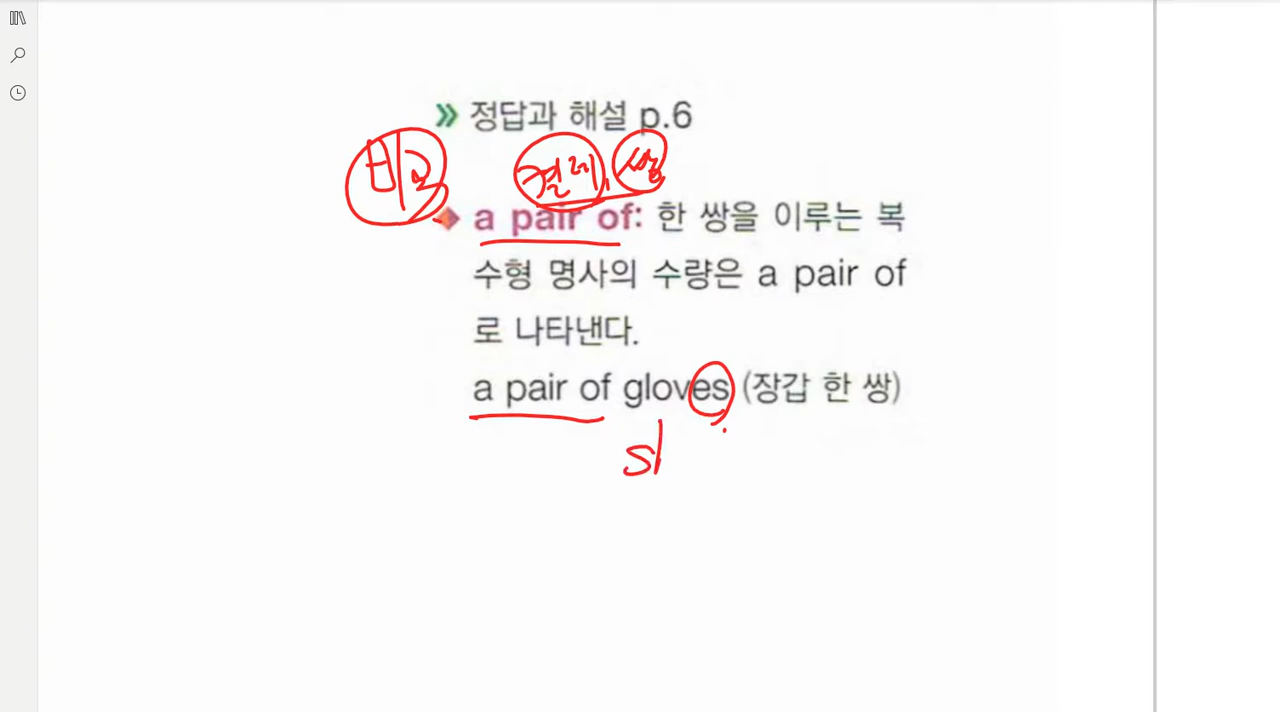 » 정답과 해설 p.6
비교
켤레, 쌍
a pair of: 한 쌍을 이루는 복
수형 명사의 수량은 a pair of
로 나타낸다.
a pair of gloves (장갑 한 쌍)